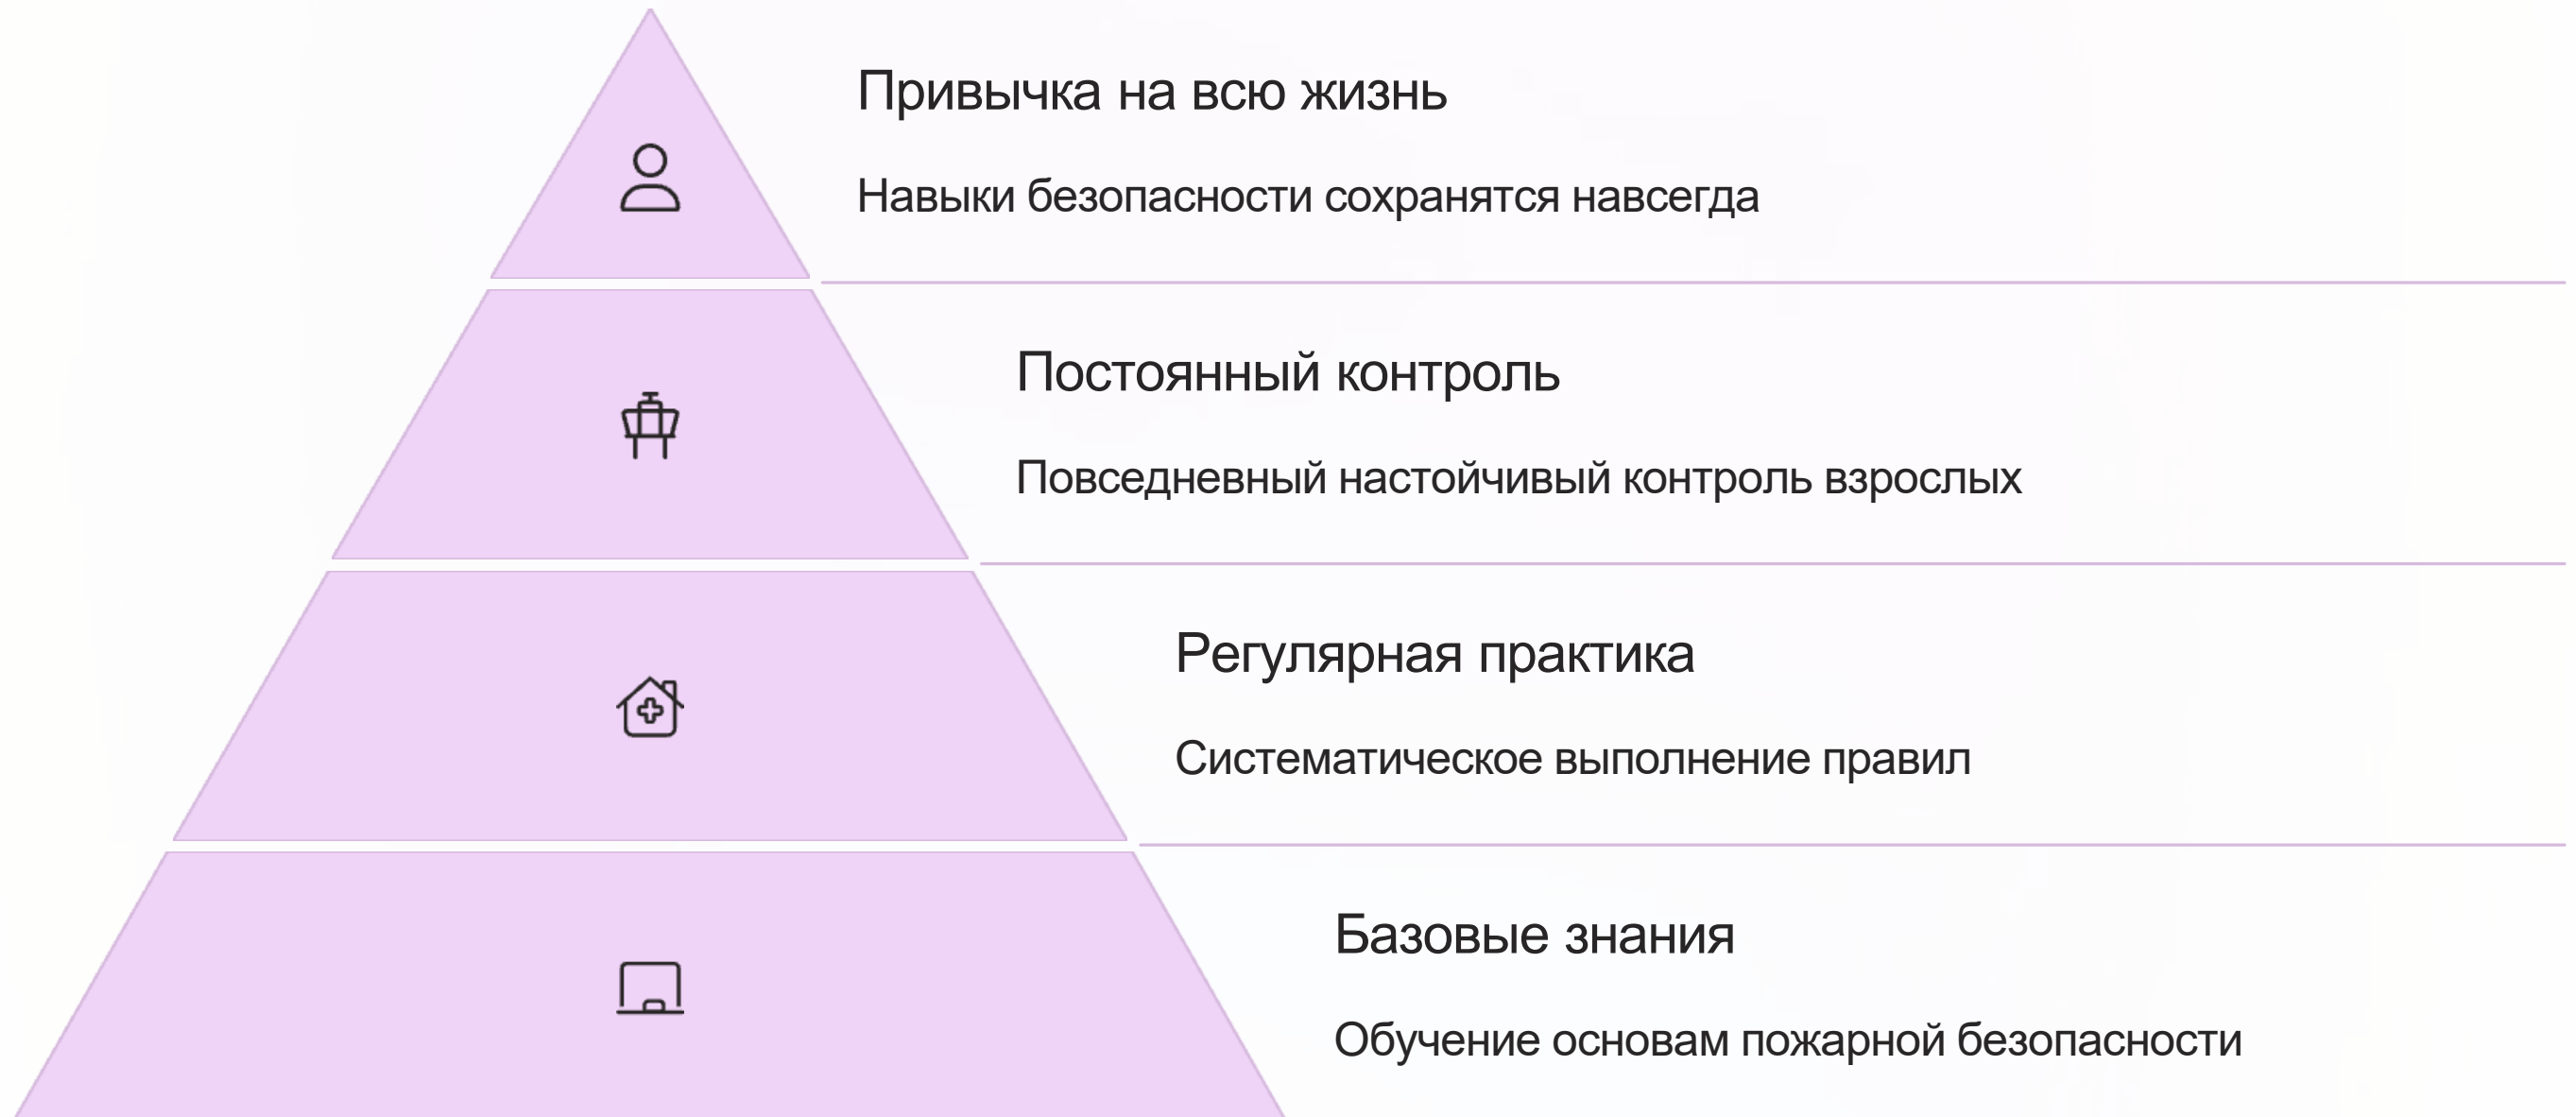 Привычка на всю жизнь
Навыки безопасности сохранятся навсегда
Постоянный контроль
Повседневный настойчивый контроль взрослых
Регулярная практика
Систематическое выполнение правил
Базовые знания
Обучение основам пожарной безопасности